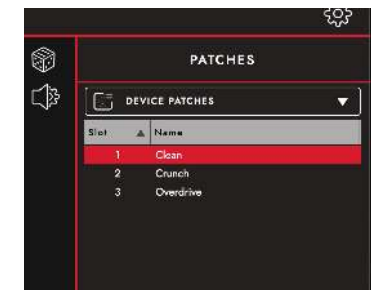 PATCHES
DEVICE PATCHES
Slot Name
1 Clean
2 Crunch
3 Overdrive